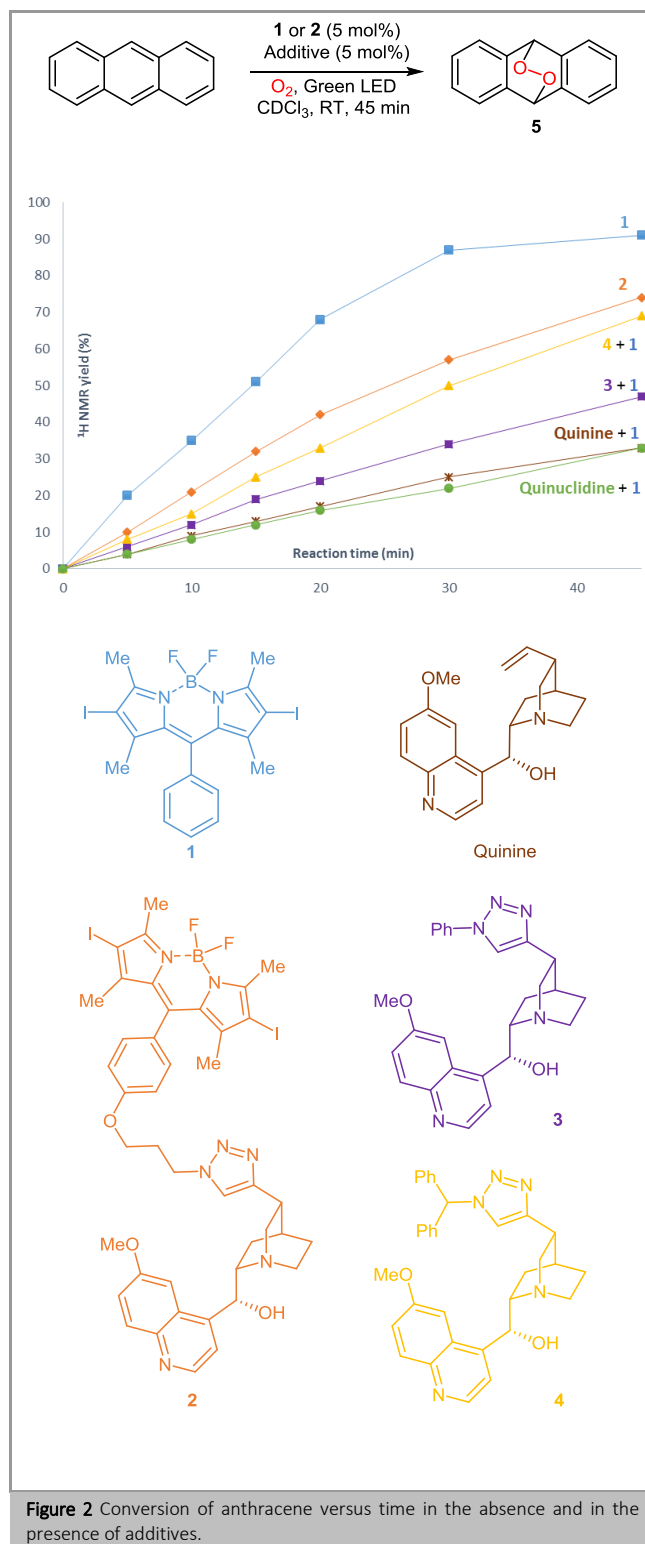 1 or 2 (5 mol%)
Additive (5 mol%)
O₂, Green LED
CDCl₃, RT, 45 min
O
O
5
100
90
80
70
60
50
40
30
20
10
0
¹H NMR yield (%)
1
2
4 + 1
3 + 1
Quinine + 1
Quinuclidine + 1
Reaction time (min)
0
10
20
30
40
Me
F
F
Me
B
N
N
I
I
Me
Me
1
OMe
N
OH
N
Quinine
Me
I
F
F
N
B
Me
N
Me
I
Me
O
N
N
N
MeO
N
OH
N
2
N
N
Ph
N
MeO
N
OH
N
3
Ph
N
N
N
Ph
MeO
N
OH
N
4
Figure 2 Conversion of anthracene versus time in the absence and in the
presence of additives.